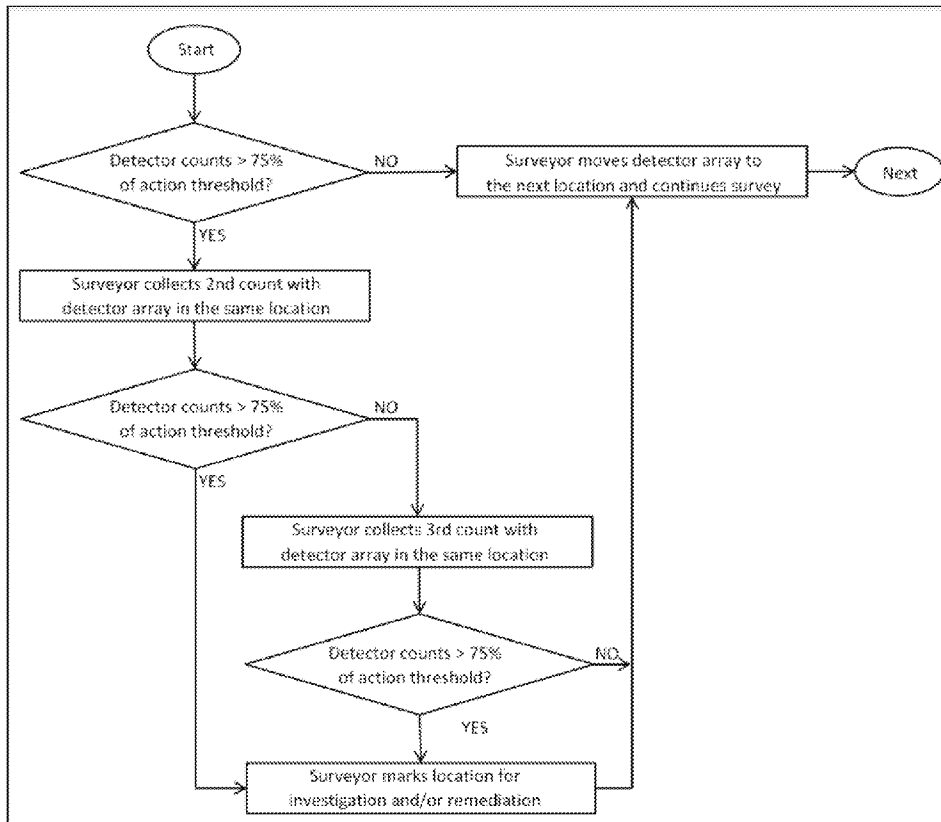 Start
Detector counts > 75%
of action threshold?
NO
Surveyor moves detector array to
the next location and continues survey
Next
YES
Surveyor collects 2nd count with
detector array in the same location
Detector counts > 75%
of action threshold?
NO
YES
Surveyor collects 3rd count with
detector array in the same location
Detector counts > 75%
of action threshold?
NO
YES
Surveyor marks location for
investigation and/or remediation